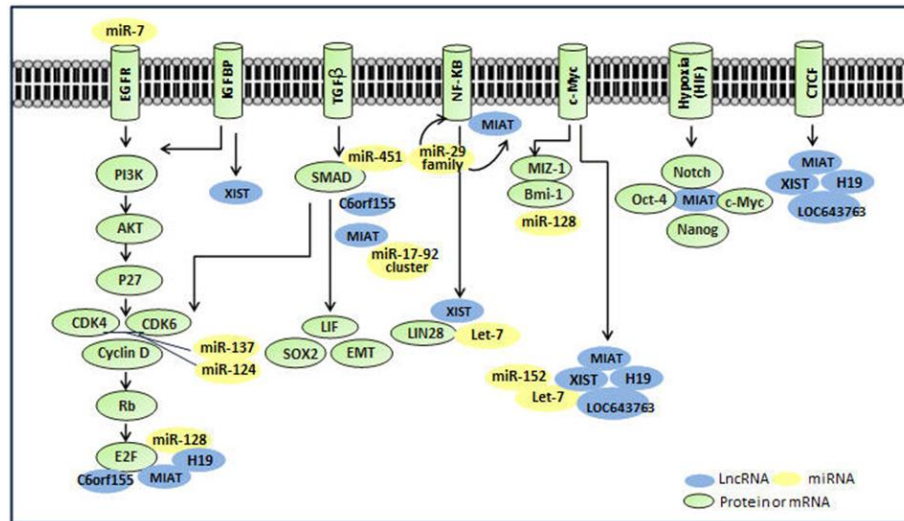 miR-7
EGFR
IGFBP
TGFβ
NF-KB
c-Myc
Hypoxia
(HIF)
CTCF
MIAT
miR-451
miR-29
family
PI3K
XIST
SMAD
C6orf155
MIAT
miR-17-92
cluster
MIZ-1
Bmi-1
miR-128
Notch
Oct-4
MIAT
c-Myc
Nanog
MIAT
XIST
H19
LOC643763
AKT
P27
CDK4
CDK6
Cyclin D
miR-137
miR-124
LIF
SOX2
EMT
XIST
LIN28
Let-7
MIAT
miR-152
XIST
H19
Let-7
LOC643763
Rb
E2F
miR-128
H19
C6orf155
MIAT
LncRNA
miRNA
Protein or mRNA